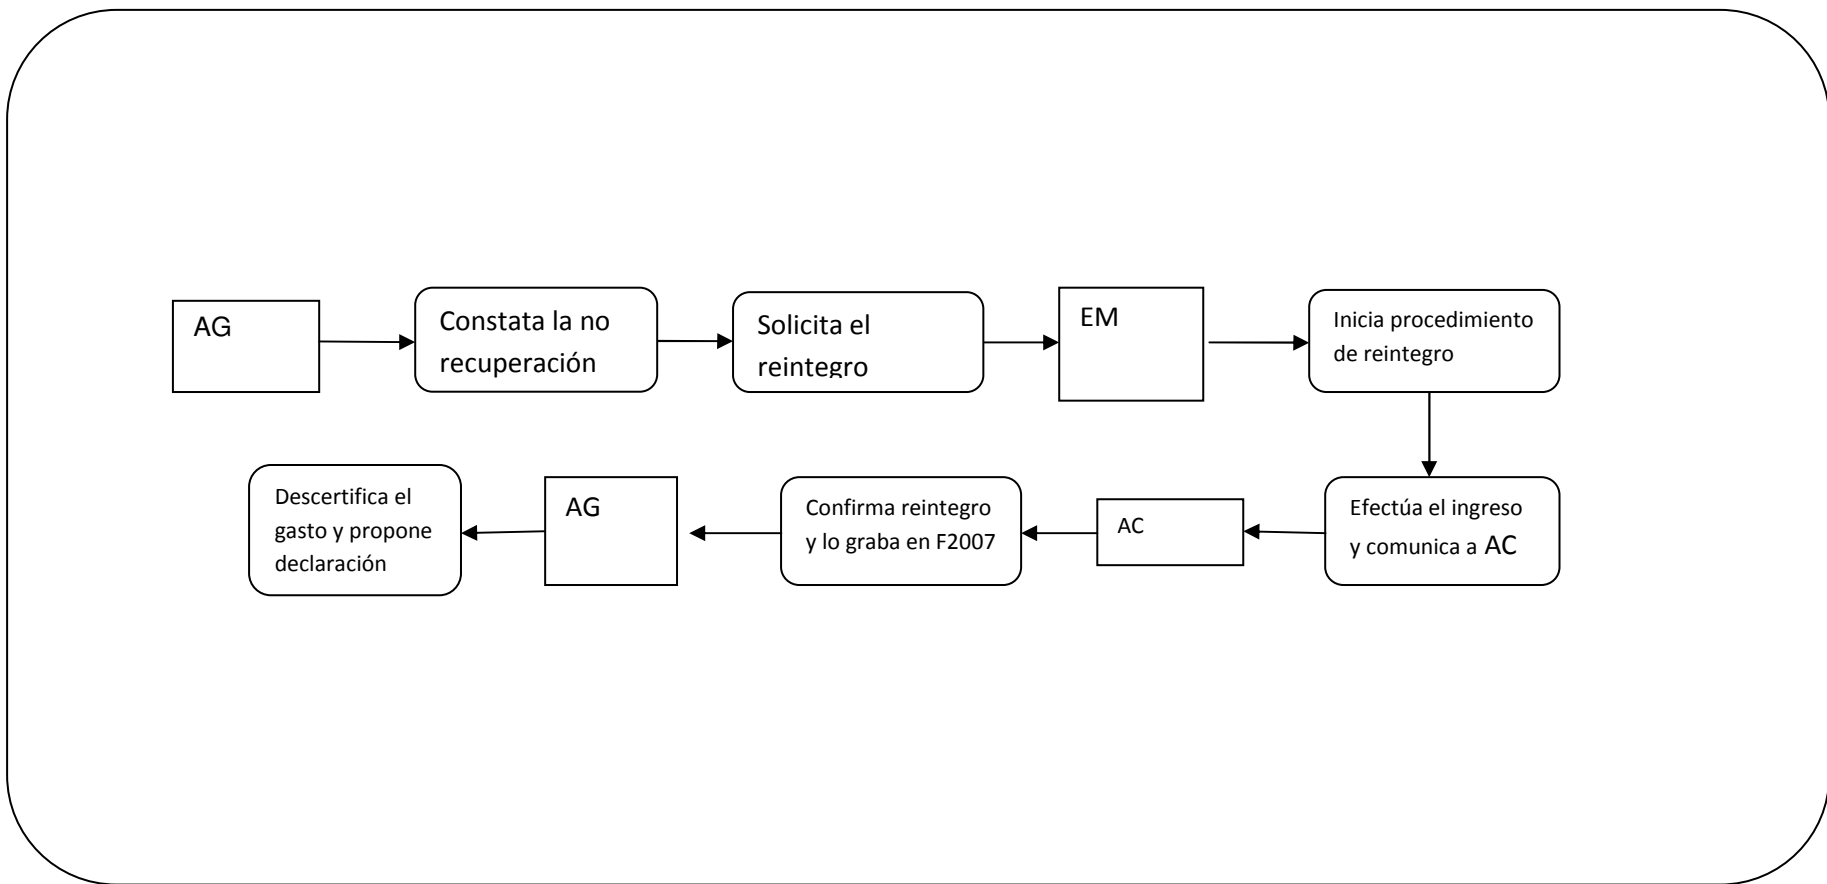 AG
Constata la no
recuperación
Solicita el
reintegro
EM
Inicia procedimiento
de reintegro
Efectúa el ingreso
y comunica a AC
AC
Confirma reintegro
y lo graba en F2007
AG
Descertifica el
gasto y propone
declaración